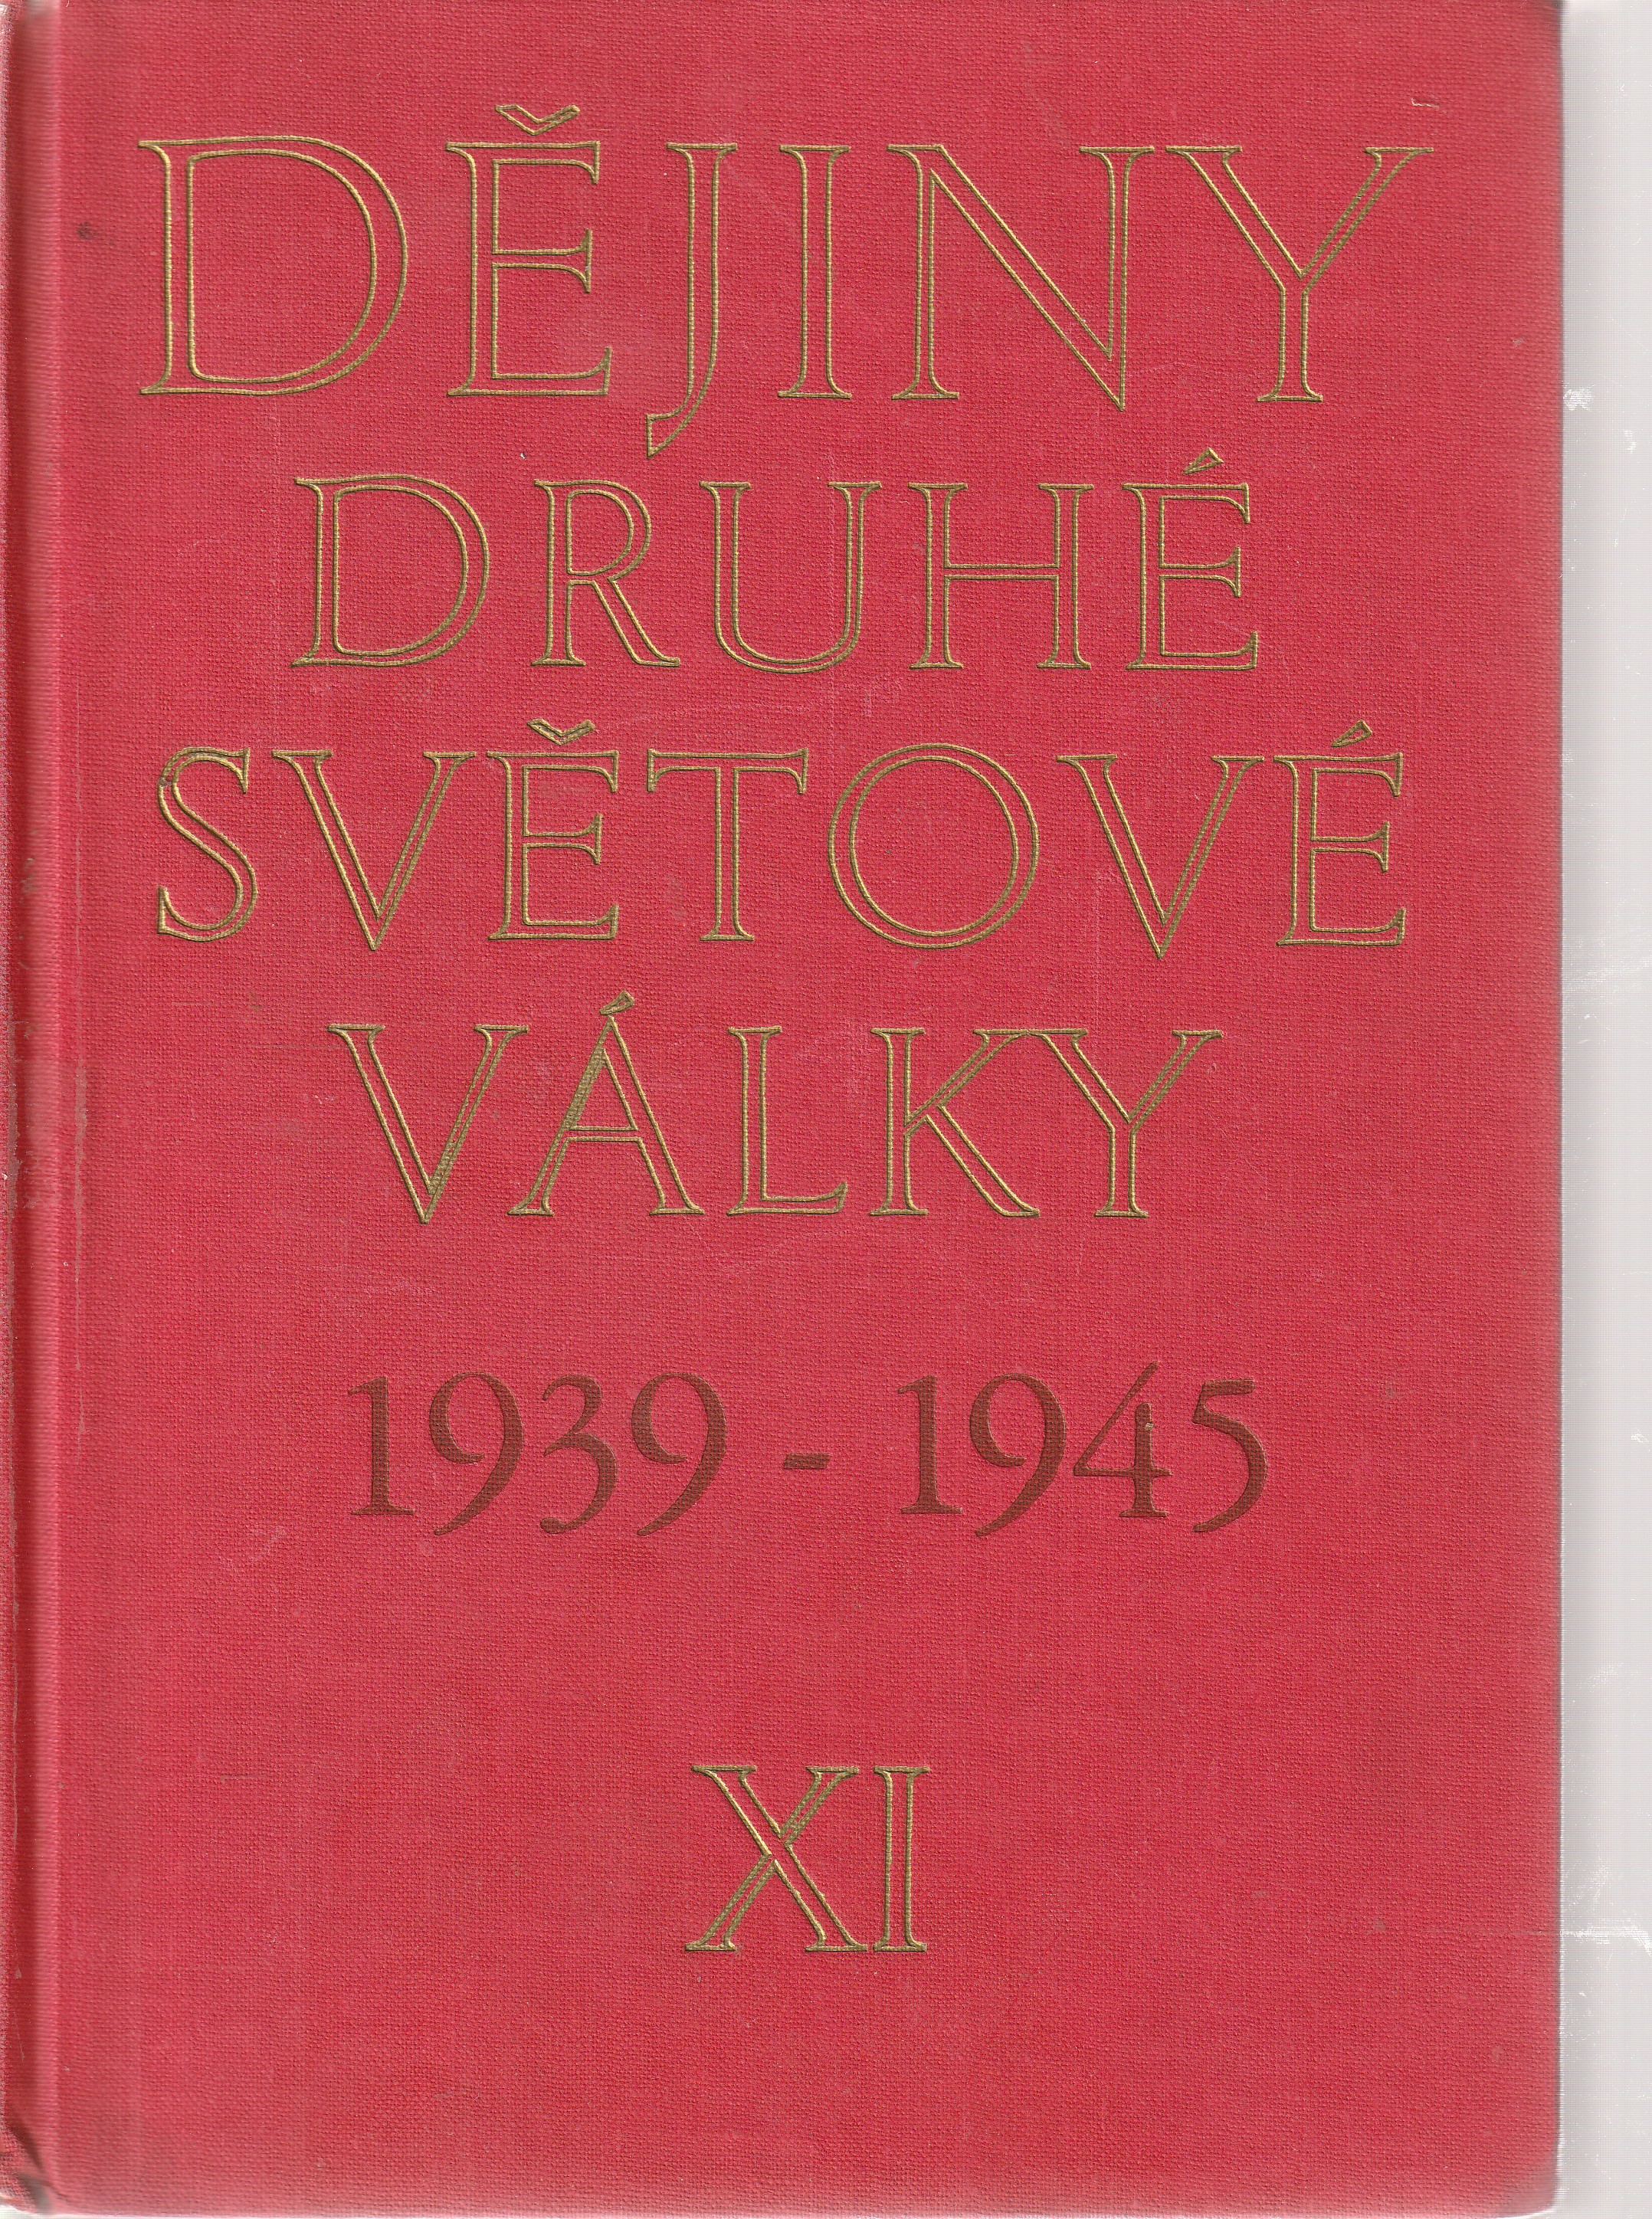 DĚJINY
DRUHÉ
SVĚTOVÉ
VÁLKY
1939 - 1945
XI